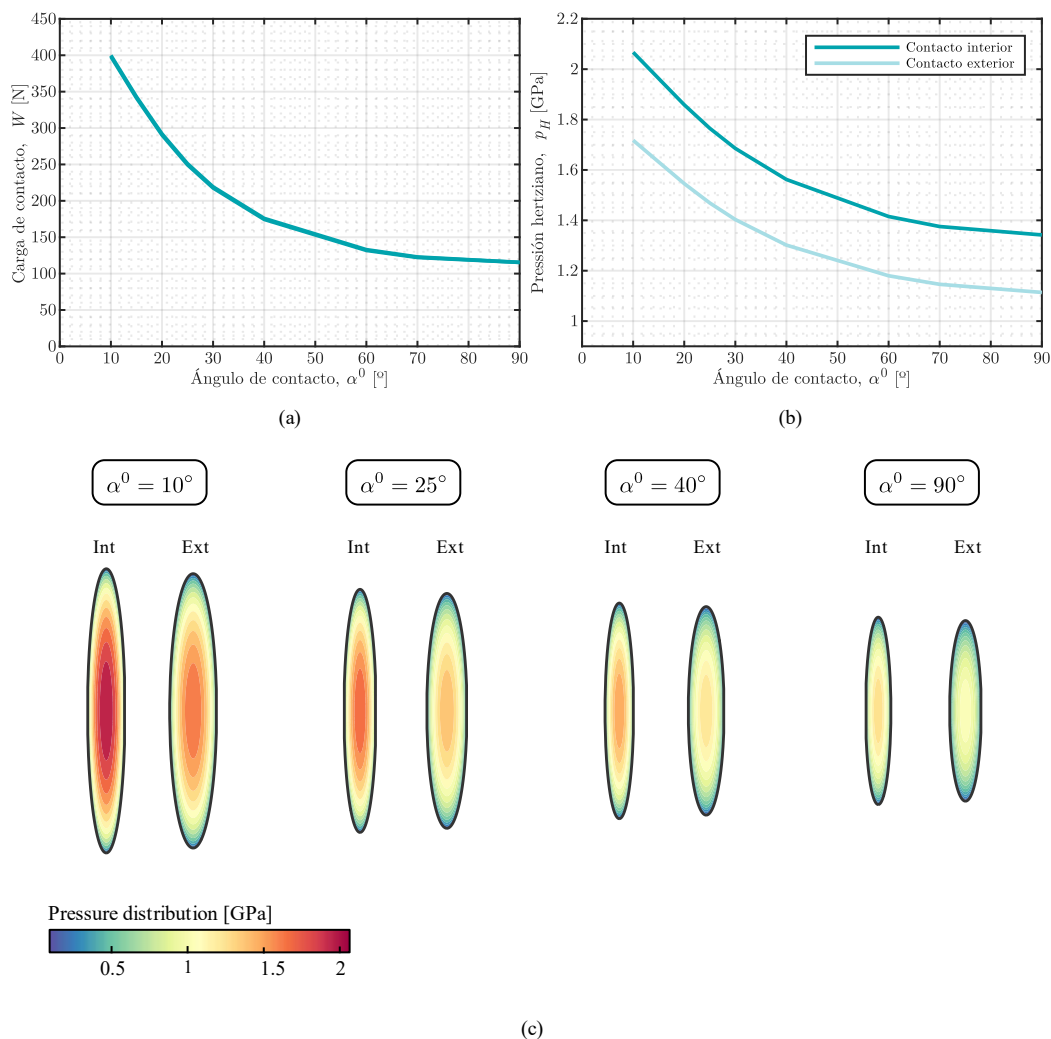 450
400
350
300
250
200
150
100
50
0
Carga de contacto, W [N]
0 10 20 30 40 50 60 70 80 90
Ángulo de contacto, α⁰ [º]
(a)
2.2
2
1.8
1.6
1.4
1.2
1
Pressión hertziano, p_H [GPa]
Contacto interior
Contacto exterior
0 10 20 30 40 50 60 70 80 90
Ángulo de contacto, α⁰ [º]
(b)
α⁰ = 10° α⁰ = 25° α⁰ = 40° α⁰ = 90°
Int Ext Int Ext Int Ext Int Ext
Pressure distribution [GPa]
0.5 1 1.5 2
(c)